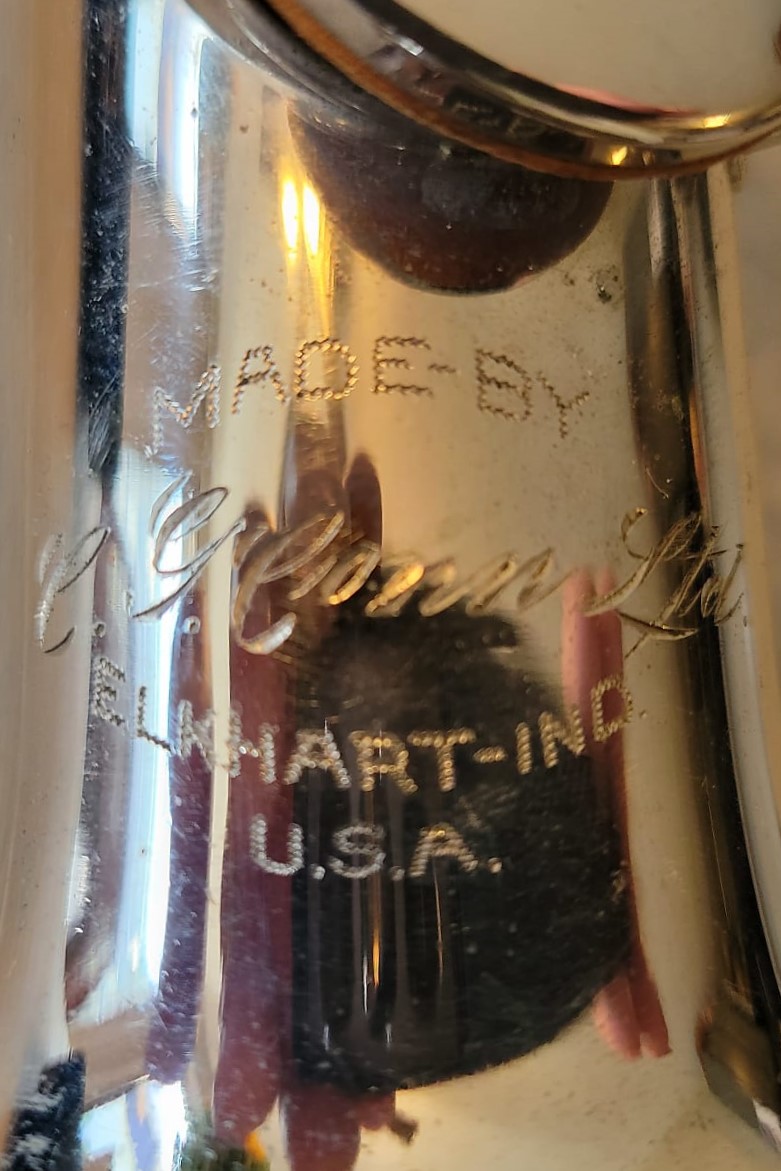 MADE-BY
C.G.Conn Ltd
ELKHART-IND.
U.S.A.